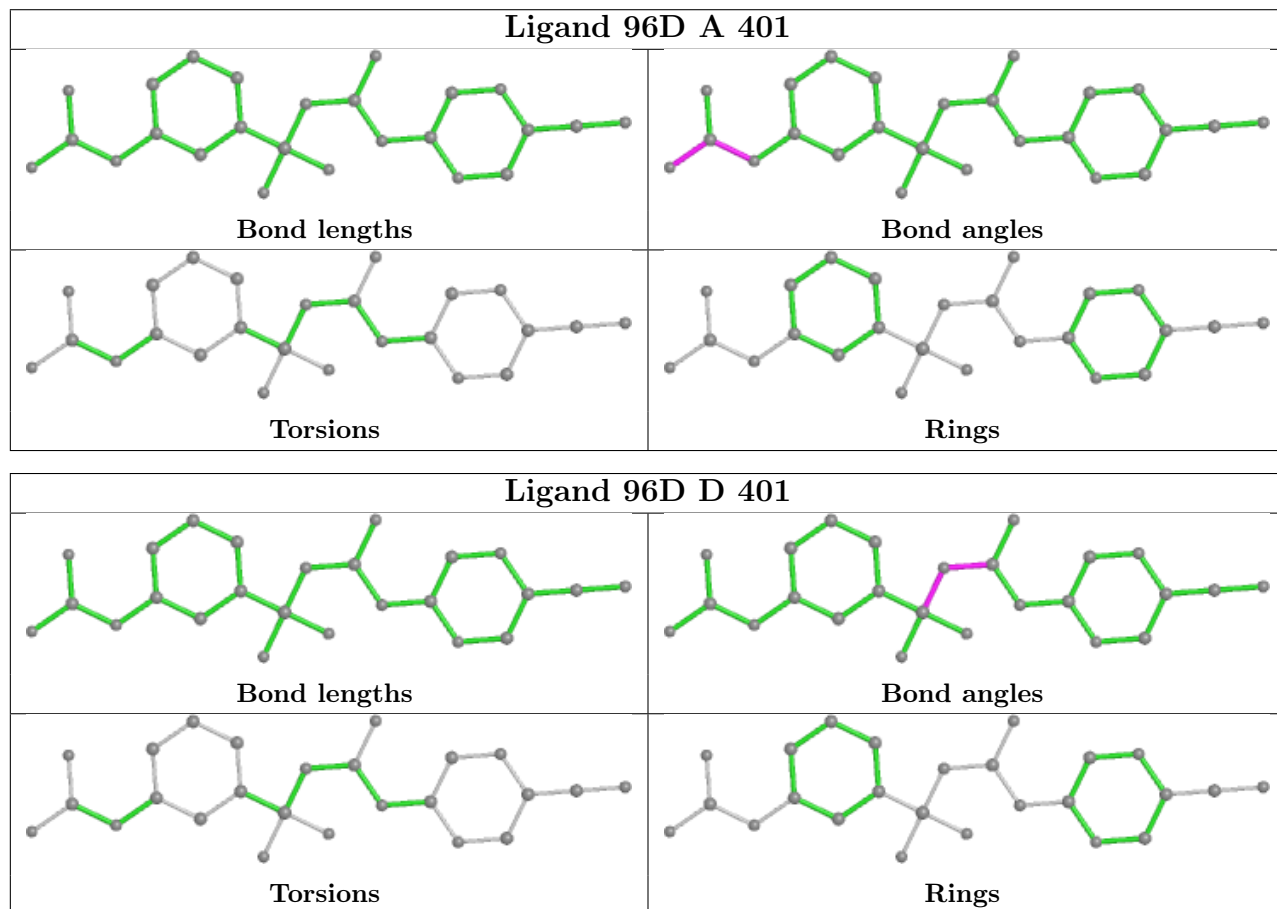 Ligand 96D A 401
Bond lengths
Bond angles
Torsions
Rings
Ligand 96D D 401
Bond lengths
Bond angles
Torsions
Rings